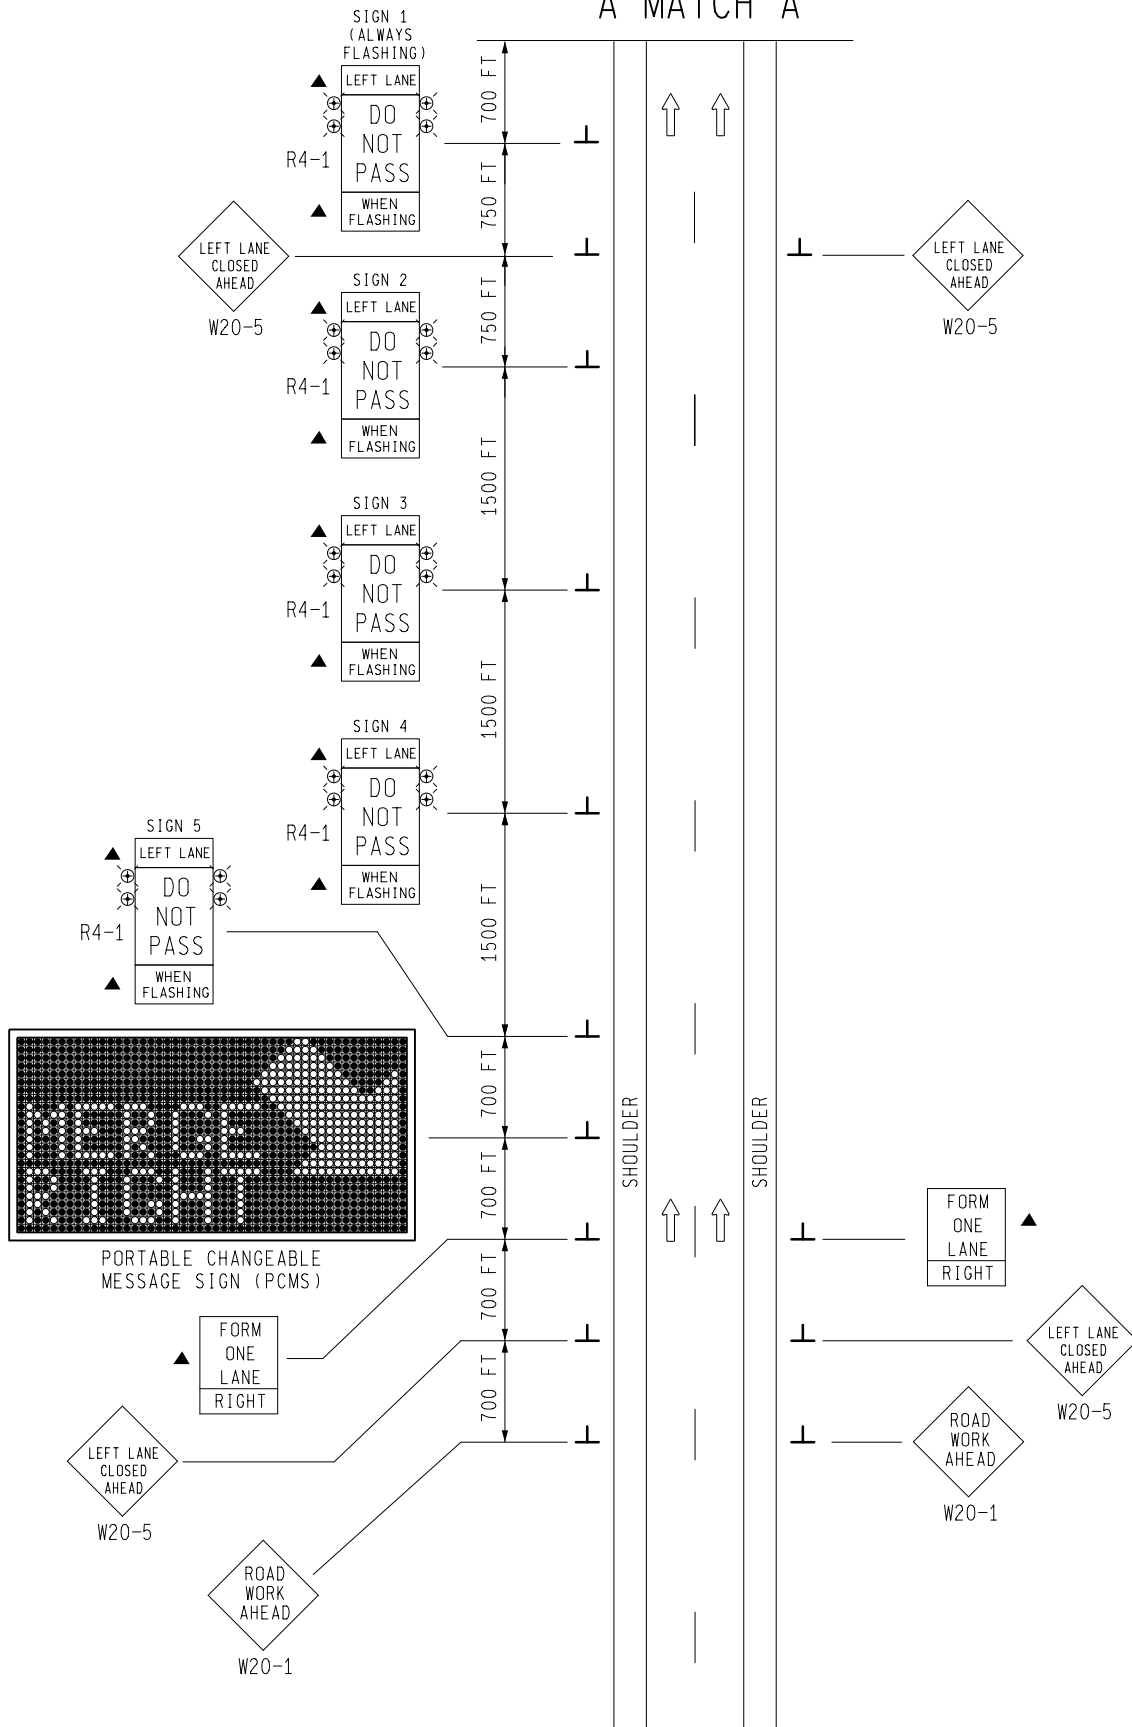 A MATCH A
SIGN 1
(ALWAYS
FLASHING)
LEFT LANE
DO
NOT
PASS
WHEN
FLASHING
R4-1
700 FT
750 FT
LEFT LANE
CLOSED
AHEAD
W20-5
LEFT LANE
CLOSED
AHEAD
W20-5
SIGN 2
LEFT LANE
DO
NOT
PASS
WHEN
FLASHING
R4-1
750 FT
1500 FT
SIGN 3
LEFT LANE
DO
NOT
PASS
WHEN
FLASHING
R4-1
1500 FT
SIGN 4
LEFT LANE
DO
NOT
PASS
WHEN
FLASHING
R4-1
1500 FT
SIGN 5
LEFT LANE
DO
NOT
PASS
WHEN
FLASHING
R4-1
MERGE
RIGHT
PORTABLE CHANGEABLE
MESSAGE SIGN (PCMS)
700 FT
700 FT
700 FT
700 FT
SHOULDER
SHOULDER
FORM
ONE
LANE
RIGHT
FORM
ONE
LANE
RIGHT
LEFT LANE
CLOSED
AHEAD
W20-5
LEFT LANE
CLOSED
AHEAD
W20-5
ROAD
WORK
AHEAD
W20-1
ROAD
WORK
AHEAD
W20-1